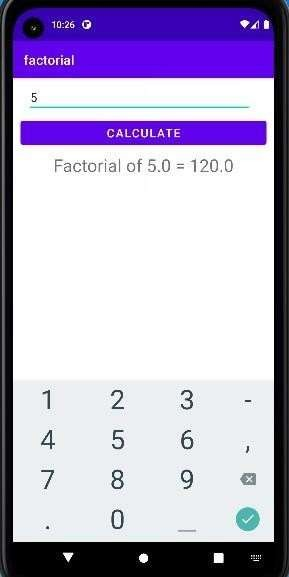 10:26
factorial
5
CALCULATE
Factorial of 5.0 = 120.0
1 2 3 -
4 5 6 ,
7 8 9
. 0 _